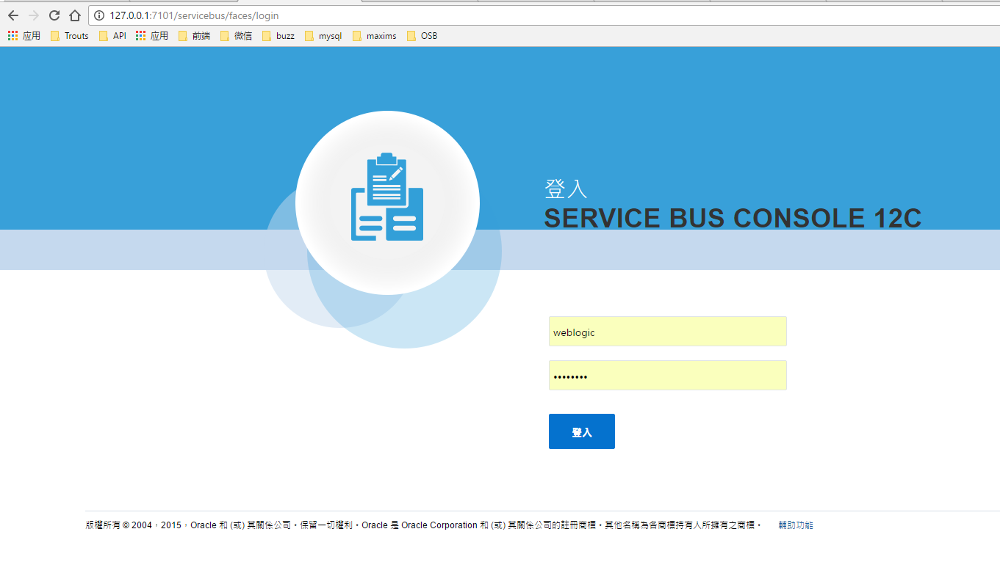 127.0.0.1:7101/servicebus/faces/login
应用 Trouts API 应用 前端 微信 buzz mysql maxims OSB
登入
SERVICE BUS CONSOLE 12C
weblogic
••••••••
登入
版權所有 © 2004，2015，Oracle 和 (或) 其關係公司。保留一切權利。Oracle 是 Oracle Corporation 和 (或) 其關係公司的註冊商標。其他名稱為各商標持有人所擁有之商標。 輔助功能